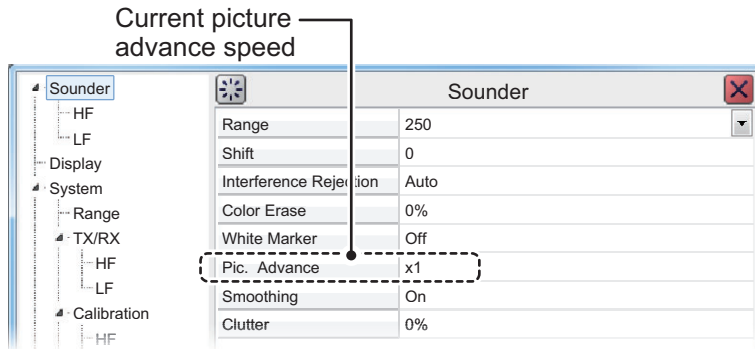 Current picture
advance speed
Sounder
HF
LF
Display
System
Range
TX/RX
HF
LF
Calibration
HF
Sounder
Range 250
Shift 0
Interference Rejection Auto
Color Erase 0%
White Marker Off
Pic. Advance x1
Smoothing On
Clutter 0%